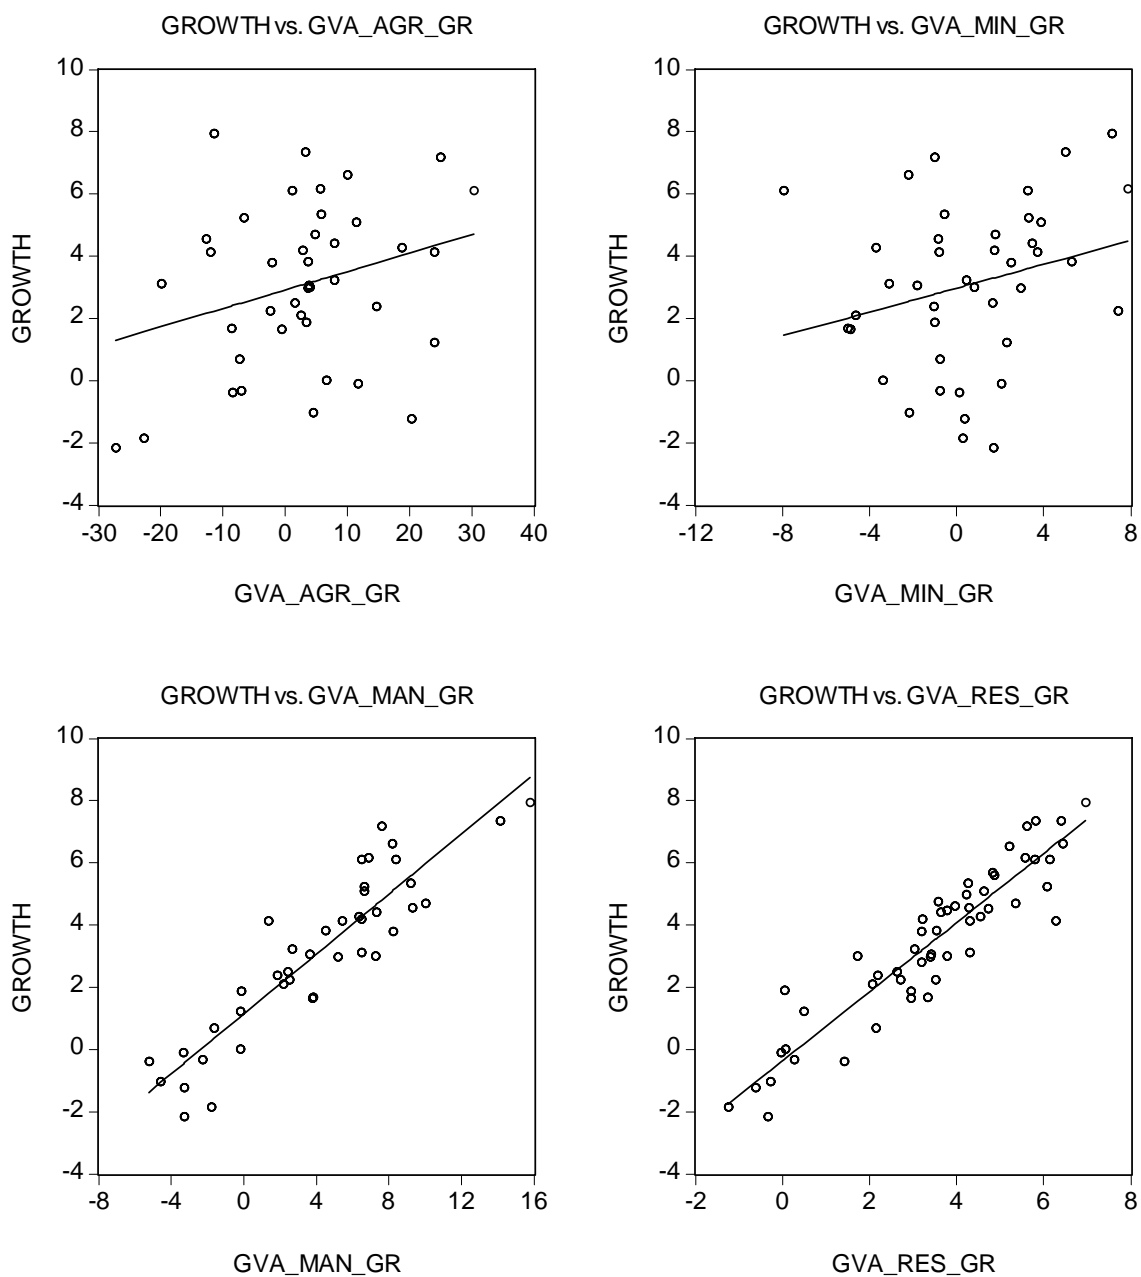 GROWTH vs. GVA_AGR_GR
10
8
6
4
2
0
-2
-4
GROWTH
-30 -20 -10 0 10 20 30 40
GVA_AGR_GR
GROWTH vs. GVA_MIN_GR
10
8
6
4
2
0
-2
-4
GROWTH
-12 -8 -4 0 4 8
GVA_MIN_GR
GROWTH vs. GVA_MAN_GR
10
8
6
4
2
0
-2
-4
GROWTH
-8 -4 0 4 8 12 16
GVA_MAN_GR
GROWTH vs. GVA_RES_GR
10
8
6
4
2
0
-2
-4
GROWTH
-2 0 2 4 6 8
GVA_RES_GR